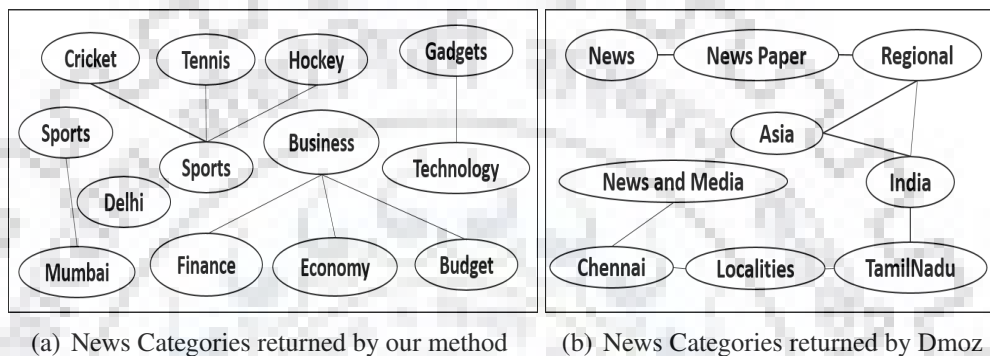 Cricket Tennis Hockey Gadgets
Sports Sports Business Technology
Delhi
Mumbai Finance Economy Budget
(a) News Categories returned by our method
News News Paper Regional
Asia
News and Media India
Chennai Localities TamilNadu
(b) News Categories returned by Dmoz